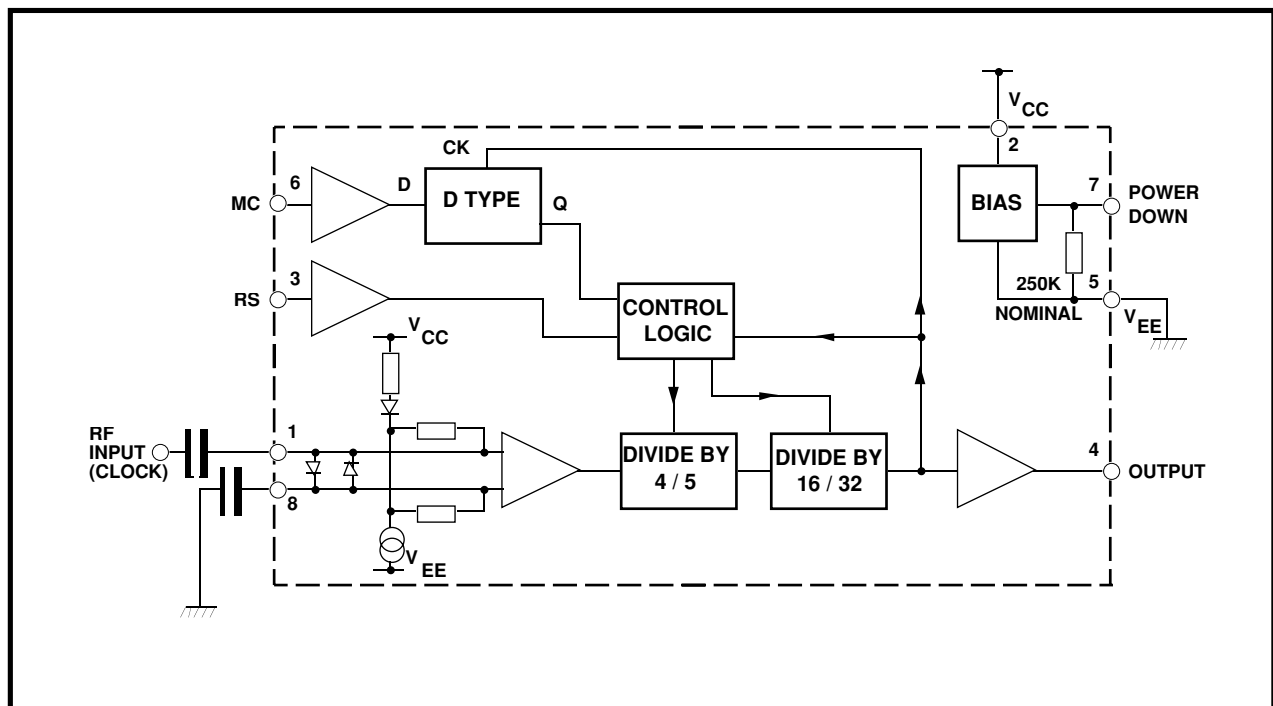 V CC
2
CK
6
D
D TYPE
Q
MC
BIAS
7
POWER
DOWN
3
RS
250K
NOMINAL
5
V EE
CONTROL
LOGIC
V CC
RF
INPUT
(CLOCK)
1
8
DIVIDE BY
4 / 5
DIVIDE BY
16 / 32
4
OUTPUT
V EE